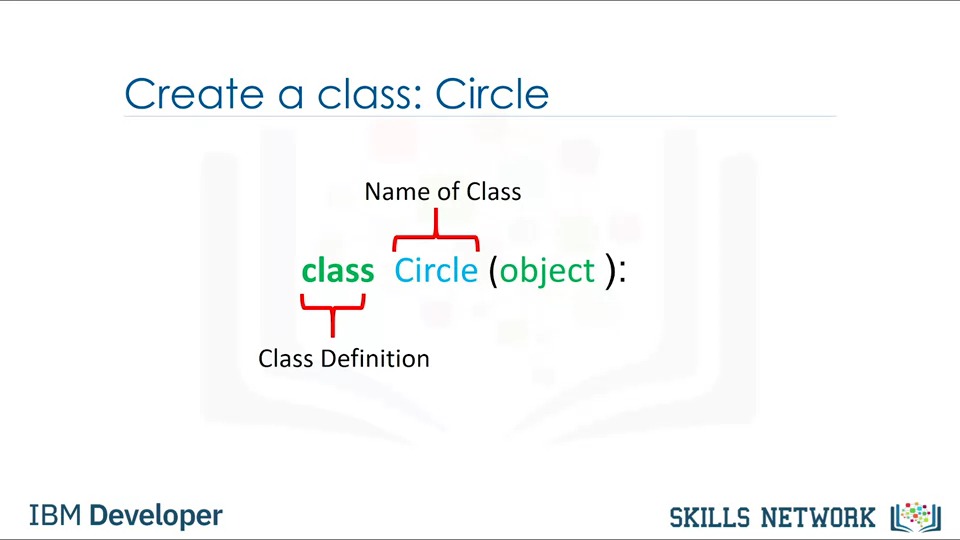 Create a class: Circle
Name of Class
class Circle (object ):
Class Definition
IBM Developer
SKILLS NETWORK